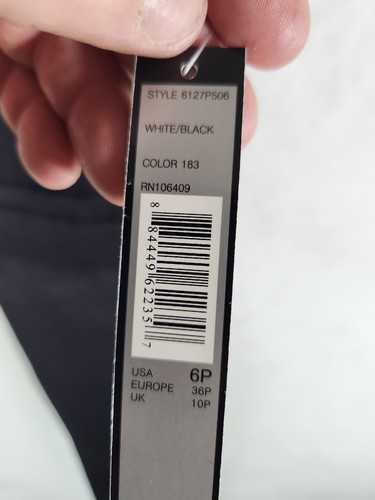 STYLE 6127P506
WHITE/BLACK
COLOR 183
RN106409
8 84449 62235 7
USA 6P
EUROPE 36P
UK 10P